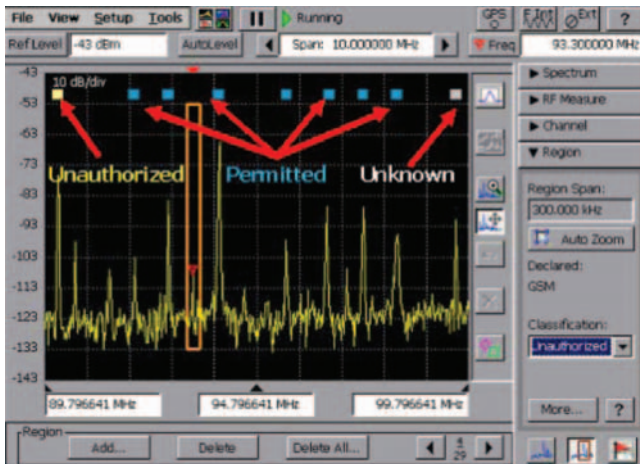 File View Setup Tools Running GPS F,Int Ext ?
Ref Level -43 dBm AutoLevel Span: 10.000000 MHz Freq 93.300000 MHz
-43
10 dB/div
-53
-63
-73
-83
-93
-103
-113
-123
-133
-143
Unauthorized Permitted Unknown
89.796641 MHz 94.796641 MHz 99.796641 MHz
Region
Add... Delete Delete All... 29
Spectrum
RF Measure
Channel
Region
Region Span:
300.000 kHz
Auto Zoom
Declared:
GSM
Classification:
Unauthorized
More... ?